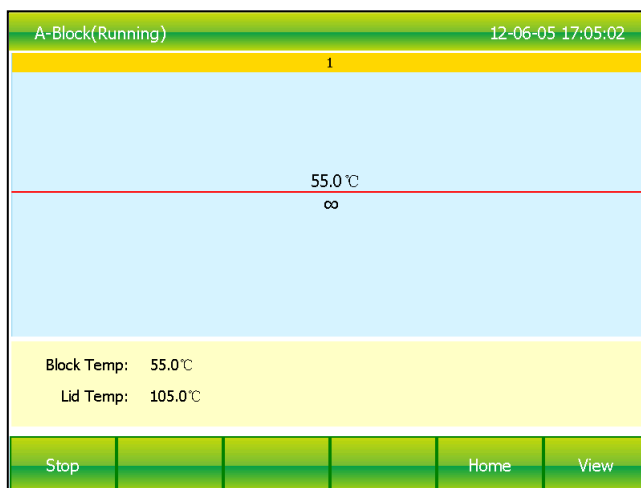 A-Block(Running) 12-06-05 17:05:02
1
55.0 ℃
∞
Block Temp: 55.0℃
Lid Temp: 105.0℃
Stop Home View